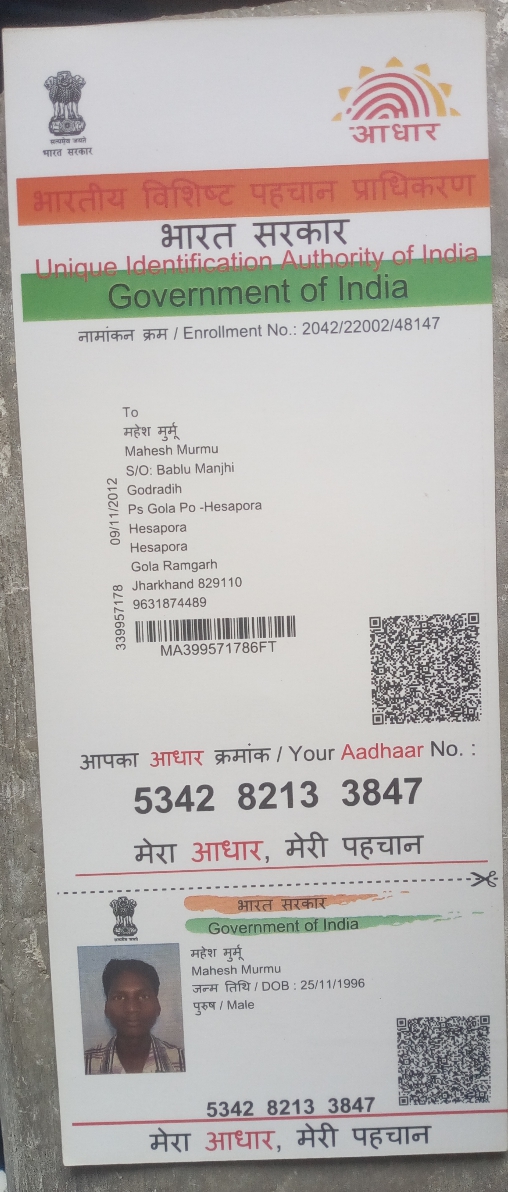 सत्यमेव जयते
भारत सरकार
आधार
भारतीय विशिष्ट पहचान प्राधिकरण
भारत सरकार
Unique Identification Authority of India
Government of India
नामांकन क्रम / Enrollment No.: 2042/22002/48147
To
महेश मुर्मू
Mahesh Murmu
S/O: Bablu Manjhi
Godradih
Ps Gola Po -Hesapora
Hesapora
Hesapora
Gola Ramgarh
Jharkhand 829110
9631874489
339957178 09/11/2012
MA399571786FT
आपका आधार क्रमांक / Your Aadhaar No. :
5342 8213 3847
मेरा आधार, मेरी पहचान
भारत सरकार
Government of India
महेश मुर्मू
Mahesh Murmu
जन्म तिथि / DOB : 25/11/1996
पुरुष / Male
5342 8213 3847
मेरा आधार, मेरी पहचान